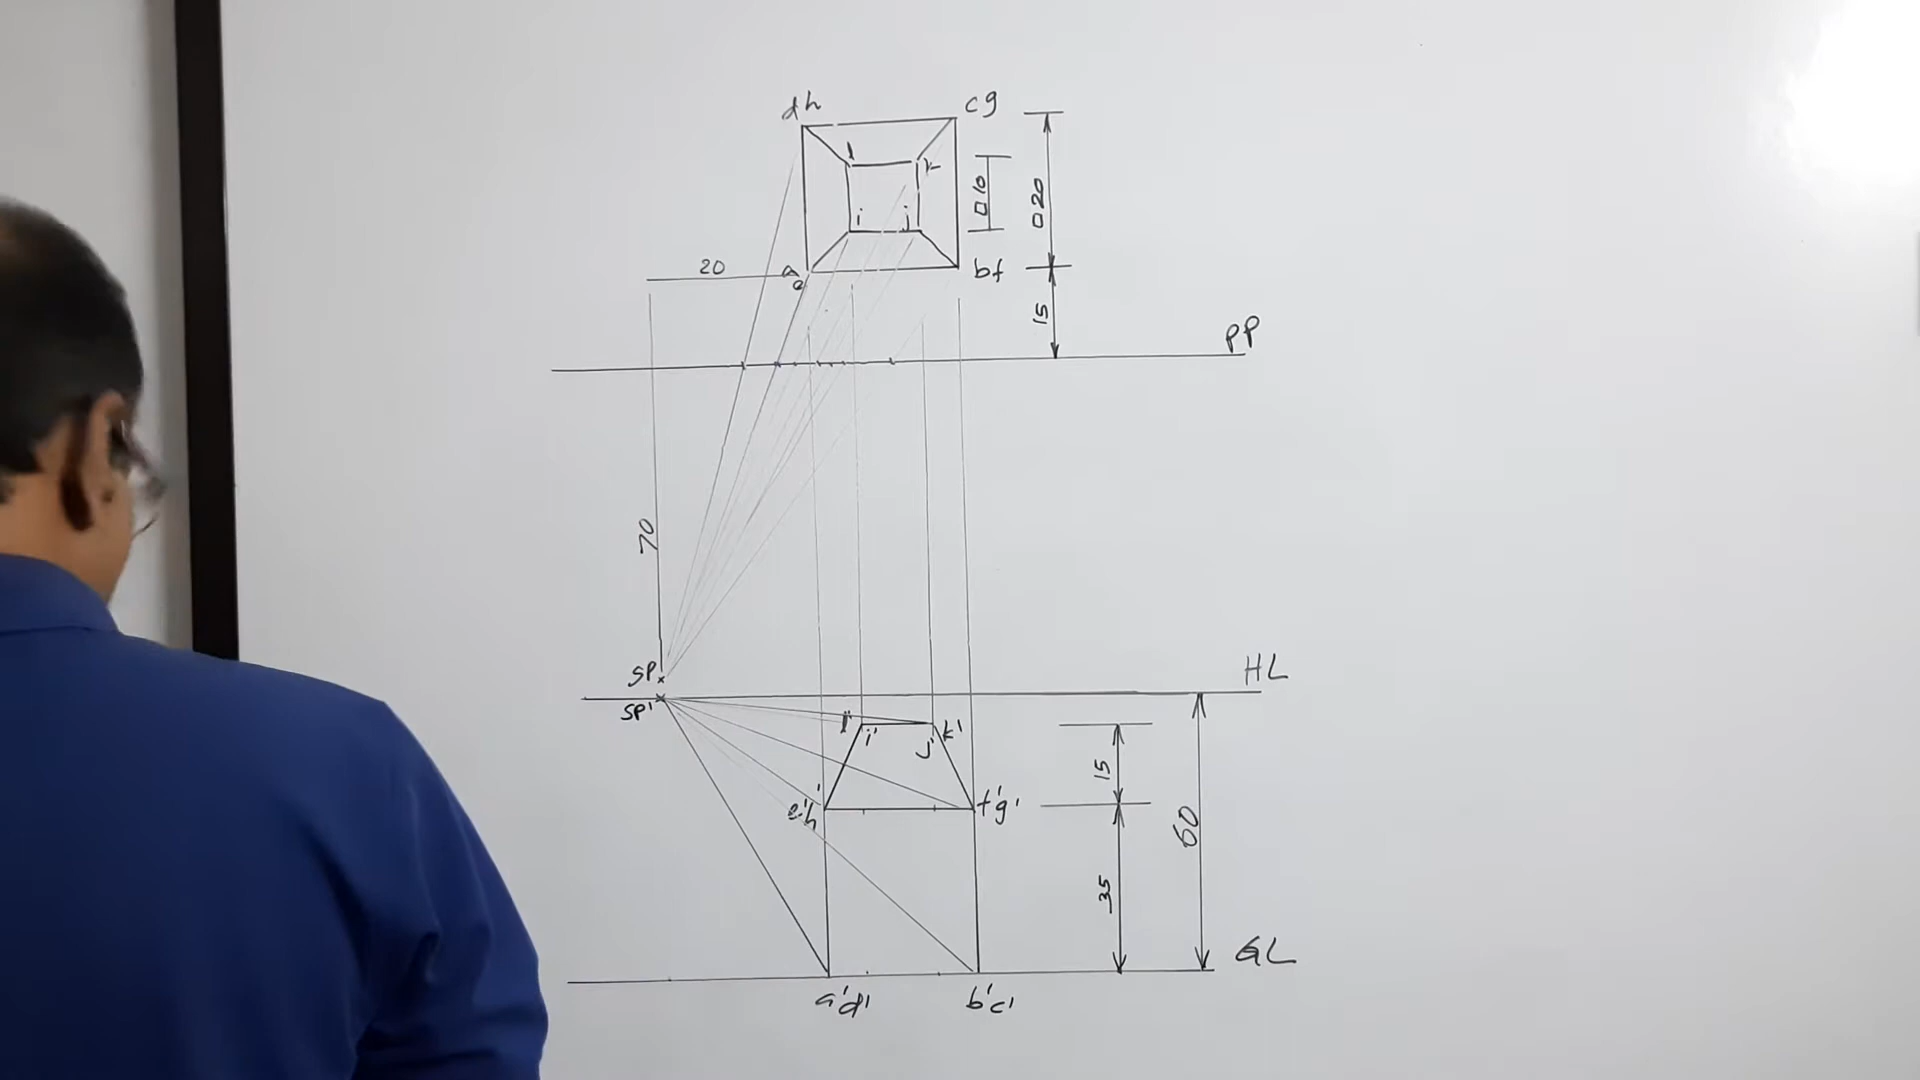 dh cg
l k
□10
□20
i j
20
a
e
bf
15
PP
70
SP
HL
SP'
l' i' j' k'
15
e'h' f'g'
60
35
GL
a'd' b'c'